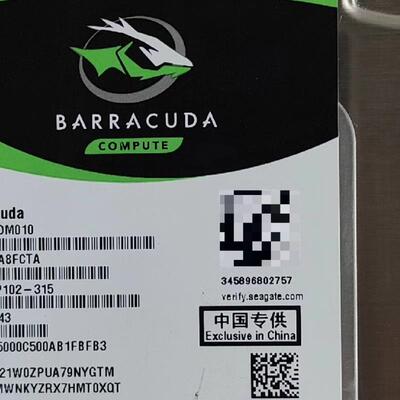 BARRACUDA
COMPUTE
uda
DM010
A8FCTA
P102-315
43
5000C500AB1FBFB3
21W0ZPUA79NYGTM
MWNKYZRX7HMT0XQT
345896802757
verify.seagate.com
中国专供
Exclusive in China